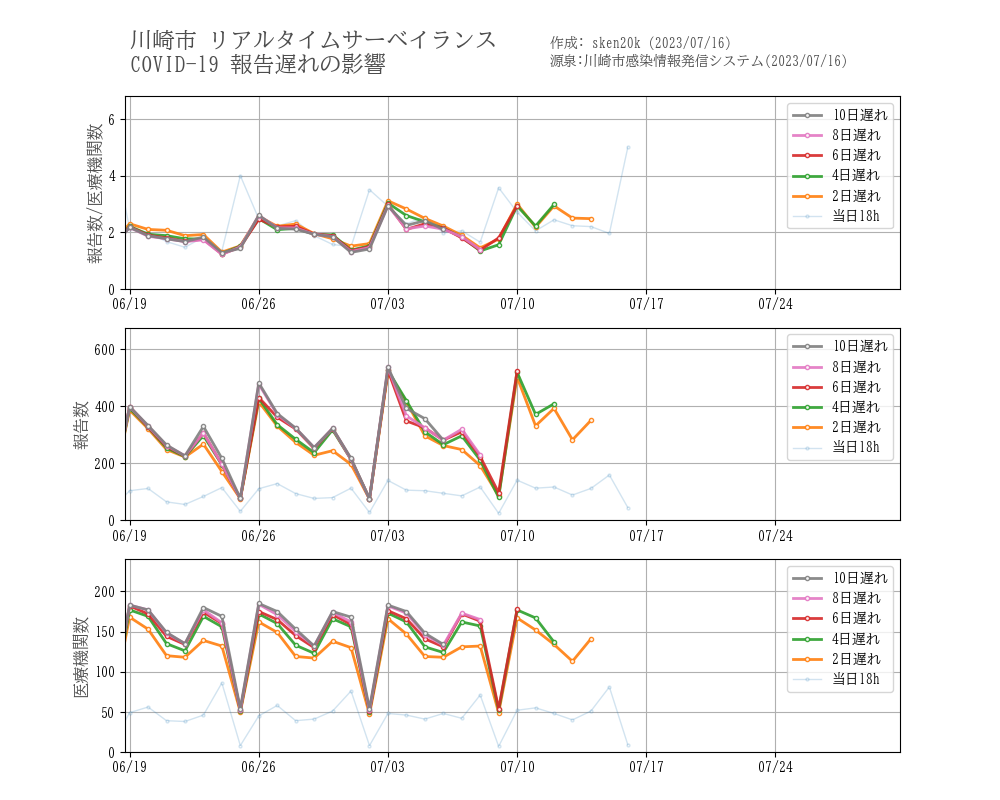 川崎市 リアルタイムサーベイランス
COVID-19 報告遅れの影響
作成: sken20k (2023/07/16)
源泉:川崎市感染情報発信システム(2023/07/16)
報告数/医療機関数
6
4
2
0
10日遅れ
8日遅れ
6日遅れ
4日遅れ
2日遅れ
当日18h
06/19 06/26 07/03 07/10 07/17 07/24
報告数
600
400
200
0
10日遅れ
8日遅れ
6日遅れ
4日遅れ
2日遅れ
当日18h
06/19 06/26 07/03 07/10 07/17 07/24
医療機関数
200
150
100
50
0
10日遅れ
8日遅れ
6日遅れ
4日遅れ
2日遅れ
当日18h
06/19 06/26 07/03 07/10 07/17 07/24